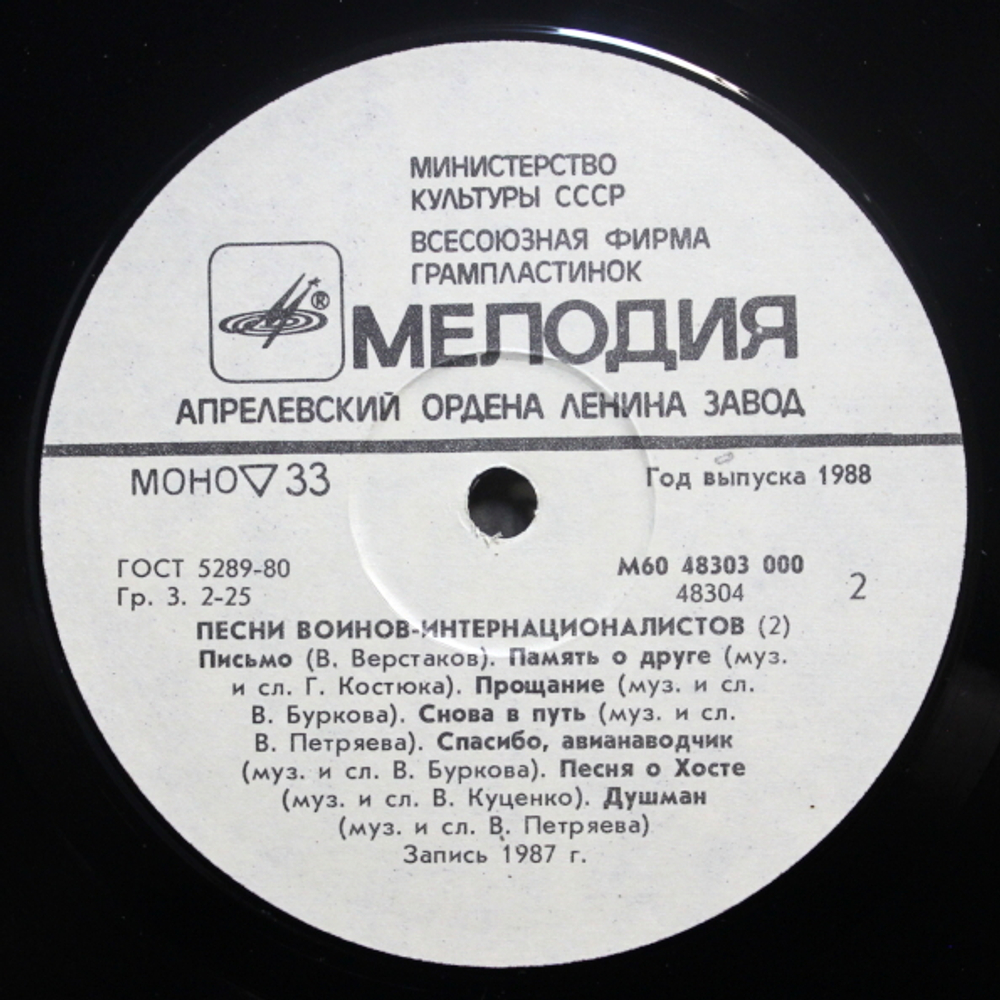 МИНИСТЕРСТВО
КУЛЬТУРЫ СССР
ВСЕСОЮЗНАЯ ФИРМА
ГРАМПЛАСТИНОК
®
МЕЛОДИЯ
АПРЕЛЕВСКИЙ ОРДЕНА ЛЕНИНА ЗАВОД
МОНО▽33
Год выпуска 1988
ГОСТ 5289-80
Гр. 3. 2-25
М60 48303 000
48304
2
ПЕСНИ ВОИНОВ-ИНТЕРНАЦИОНАЛИСТОВ (2)
Письмо (В. Верстаков). Память о друге (муз.
и сл. Г. Костюка). Прощание (муз. и сл.
В. Буркова). Снова в путь (муз. и сл.
В. Петряева). Спасибо, авианаводчик
(муз. и сл. В. Буркова). Песня о Хосте
(муз. и сл. В. Куценко). Душман
(муз. и сл. В. Петряева)
Запись 1987 г.